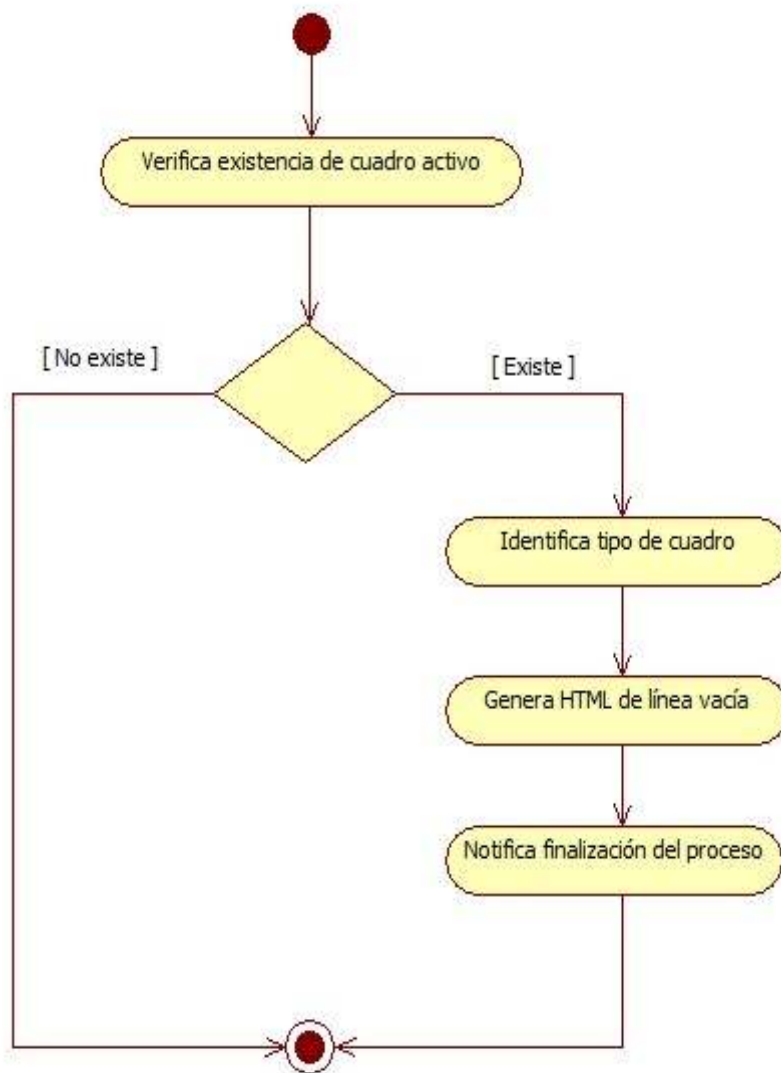 Verifica existencia de cuadro activo
[ No existe ]
[ Existe ]
Identifica tipo de cuadro
Genera HTML de línea vacía
Notifica finalización del proceso